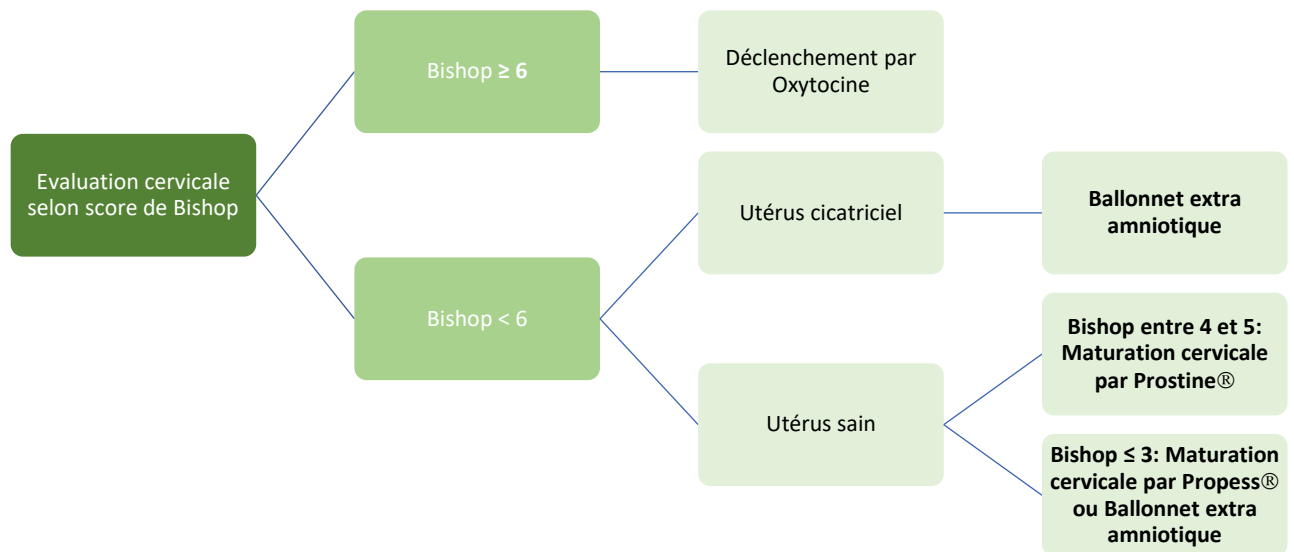 Evaluation cervicale
selon score de Bishop
Bishop ≥ 6
Déclenchement par
Oxytocine
Bishop < 6
Utérus cicatriciel
Ballonnet extra
amniotique
Utérus sain
Bishop entre 4 et 5:
Maturation cervicale
par Prostine®
Bishop ≤ 3: Maturation
cervicale par Propess®
ou Ballonnet extra
amniotique